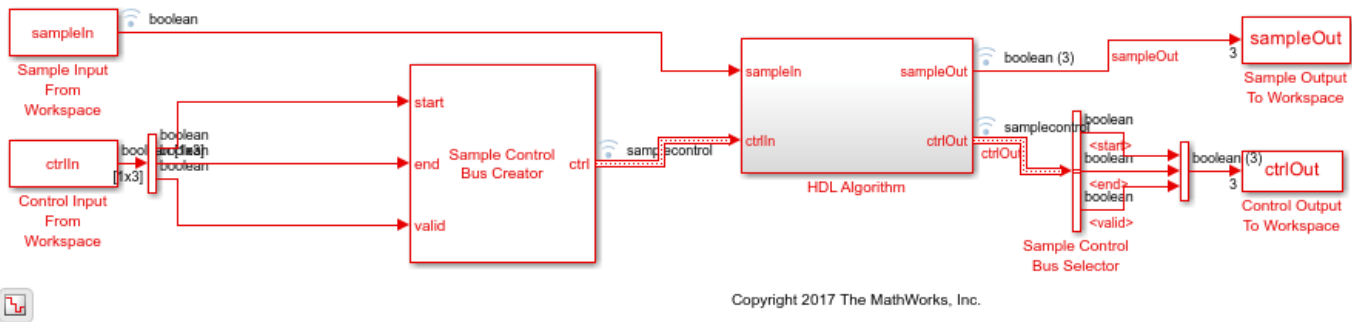 sampleIn
boolean
Sample Input
From
Workspace
ctrlIn
boolean [1x3]
[1x3]
boolean
boolean
Control Input
From
Workspace
start
end
valid
Sample Control
Bus Creator
ctrl
samplecontrol
sampleIn
ctrlIn
sampleOut
ctrlOut
HDL Algorithm
boolean (3)
sampleOut
samplecontrol
ctrlOut
boolean
<start>
boolean
<end>
boolean
<valid>
Sample Control
Bus Selector
3
sampleOut
Sample Output
To Workspace
boolean (3)
3
ctrlOut
Control Output
To Workspace
Copyright 2017 The MathWorks, Inc.